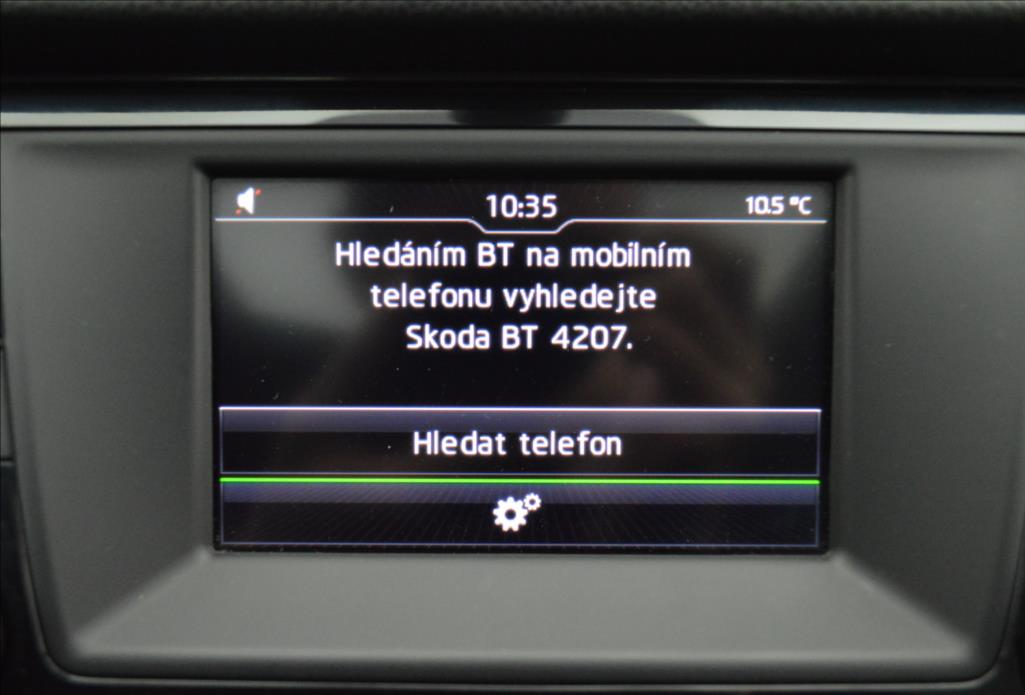 10:35
10.5 °C
Hledáním BT na mobilním
telefonu vyhledejte
Skoda BT 4207.
Hledat telefon